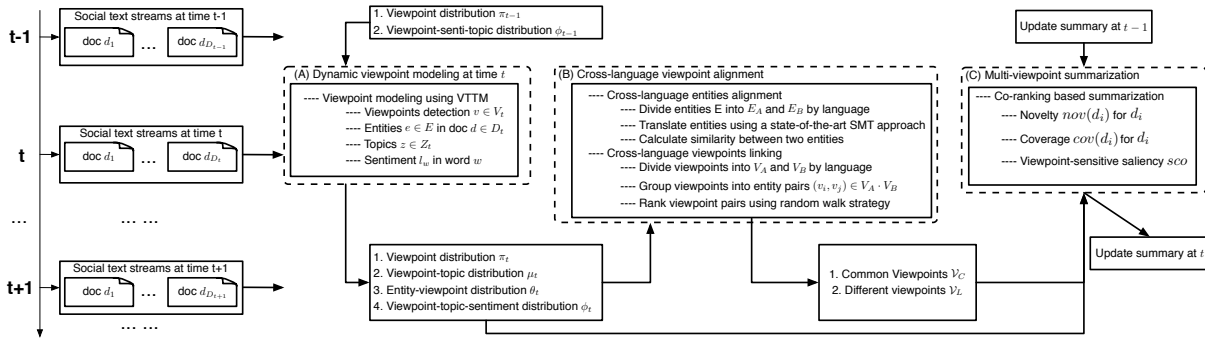 t-1
Social text streams at time t-1
doc d_1 … doc d_{D_{t-1}}
t
Social text streams at time t
doc d_1 … doc d_{D_t}
… … …
t+1
Social text streams at time t+1
doc d_1 … doc d_{D_{t+1}}
… …
1. Viewpoint distribution π_{t-1}
2. Viewpoint-senti-topic distribution ϕ_{t-1}
(A) Dynamic viewpoint modeling at time t
---- Viewpoint modeling using VTTM
---- Viewpoints detection v ∈ V_t
---- Entities e ∈ E in doc d ∈ D_t
---- Topics z ∈ Z_t
---- Sentiment l_w in word w
1. Viewpoint distribution π_t
2. Viewpoint-topic distribution μ_t
3. Entity-viewpoint distribution θ_t
4. Viewpoint-topic-sentiment distribution ϕ_t
(B) Cross-language viewpoint alignment
---- Cross-language entities alignment
---- Divide entities E into E_A and E_B by language
---- Translate entities using a state-of-the-art SMT approach
---- Calculate similarity between two entities
---- Cross-language viewpoints linking
---- Divide viewpoints into V_A and V_B by language
---- Group viewpoints into entity pairs (v_i, v_j) ∈ V_A · V_B
---- Rank viewpoint pairs using random walk strategy
1. Common Viewpoints 𝒱_C
2. Different viewpoints 𝒱_L
Update summary at t − 1
(C) Multi-viewpoint summarization
---- Co-ranking based summarization
---- Novelty nov(d_i) for d_i
---- Coverage cov(d_i) for d_i
---- Viewpoint-sensitive saliency sco
Update summary at t